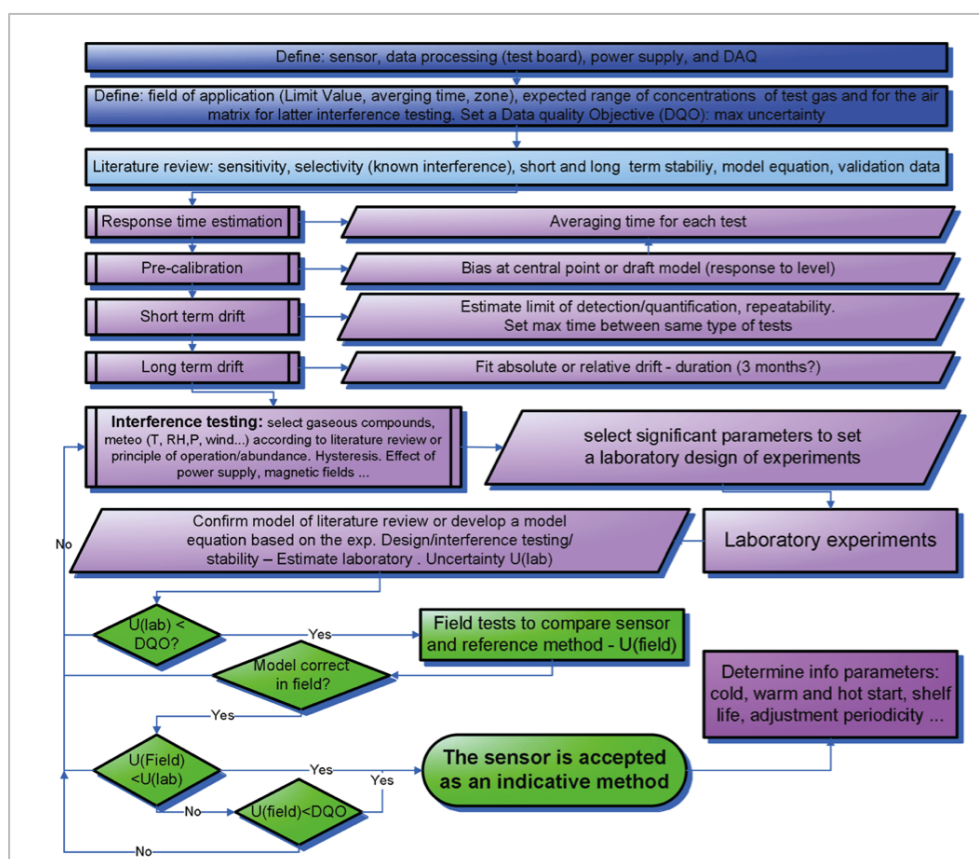 Define: sensor, data processing (test board), power supply, and DAQ
Define: field of application (Limit Value, averging time, zone), expected range of concentrations of test gas and for the air
matrix for latter interference testing. Set a Data quality Objective (DQO): max uncertainty
Literature review: sensitivity, selectivity (known interference), short and long term stabiliy, model equation, validation data
Response time estimation
Averaging time for each test
Pre-calibration
Bias at central point or draft model (response to level)
Short term drift
Estimate limit of detection/quantification, repeatability.
Set max time between same type of tests
Long term drift
Fit absolute or relative drift - duration (3 months?)
Interference testing: select gaseous compounds,
meteo (T, RH,P, wind...) according to literature review or
principle of operation/abundance. Hysteresis. Effect of
power supply, magnetic fields ...
select significant parameters to set
a laboratory design of experiments
Confirm model of literature review or develop a model
equation based on the exp. Design/interference testing/
stability – Estimate laboratory . Uncertainty U(lab)
Laboratory experiments
No
U(lab) <
DQO?
Yes
Field tests to compare sensor
and reference method - U(field)
Model correct
in field?
Determine info parameters:
cold, warm and hot start, shelf
life, adjustment periodicity ...
Yes
U(Field)
<U(lab)
Yes
Yes
The sensor is accepted
as an indicative method
No
U(field)<DQO
No